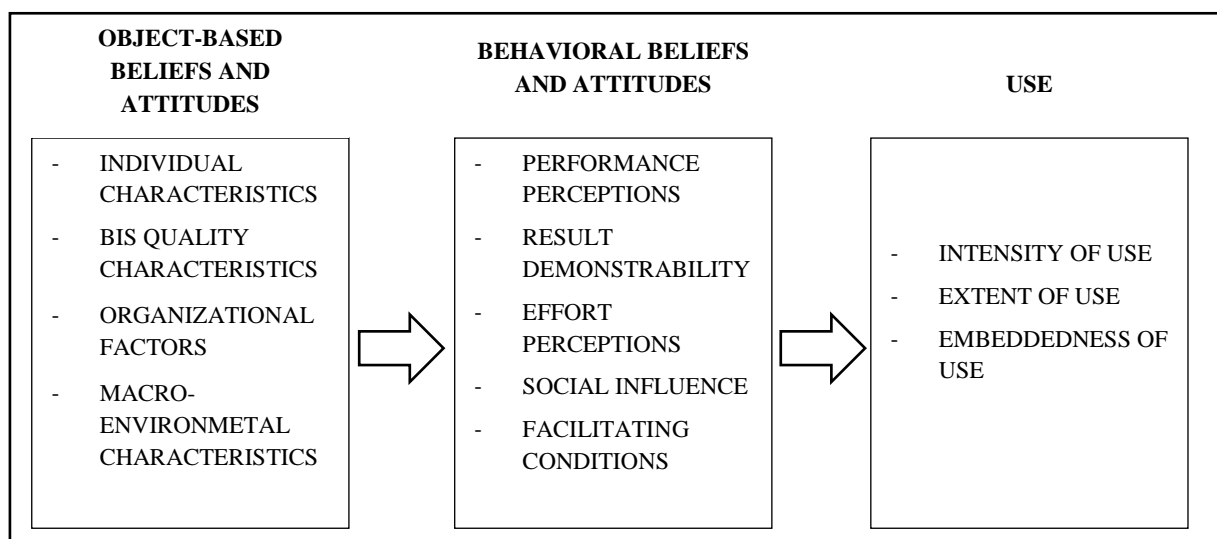 OBJECT-BASED
BELIEFS AND
ATTITUDES
- INDIVIDUAL
CHARACTERISTICS
- BIS QUALITY
CHARACTERISTICS
- ORGANIZATIONAL
FACTORS
- MACRO-
ENVIRONMETAL
CHARACTERISTICS
BEHAVIORAL BELIEFS
AND ATTITUDES
- PERFORMANCE
PERCEPTIONS
- RESULT
DEMONSTRABILITY
- EFFORT
PERCEPTIONS
- SOCIAL INFLUENCE
- FACILITATING
CONDITIONS
USE
- INTENSITY OF USE
- EXTENT OF USE
- EMBEDDEDNESS OF
USE